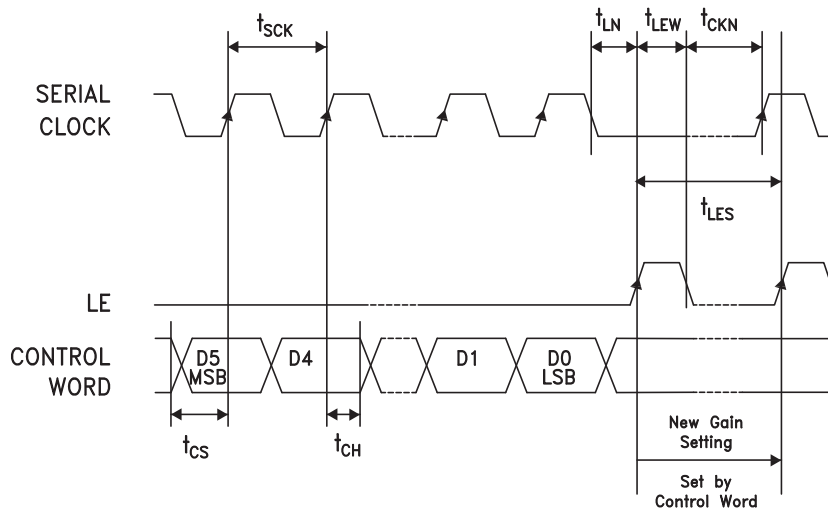 tSCK
tLN
tLEW
tCKN
SERIAL
CLOCK
tLES
LE
CONTROL
WORD
D5
MSB
D4
D1
D0
LSB
tCS
tCH
New Gain
Setting
Set by
Control Word